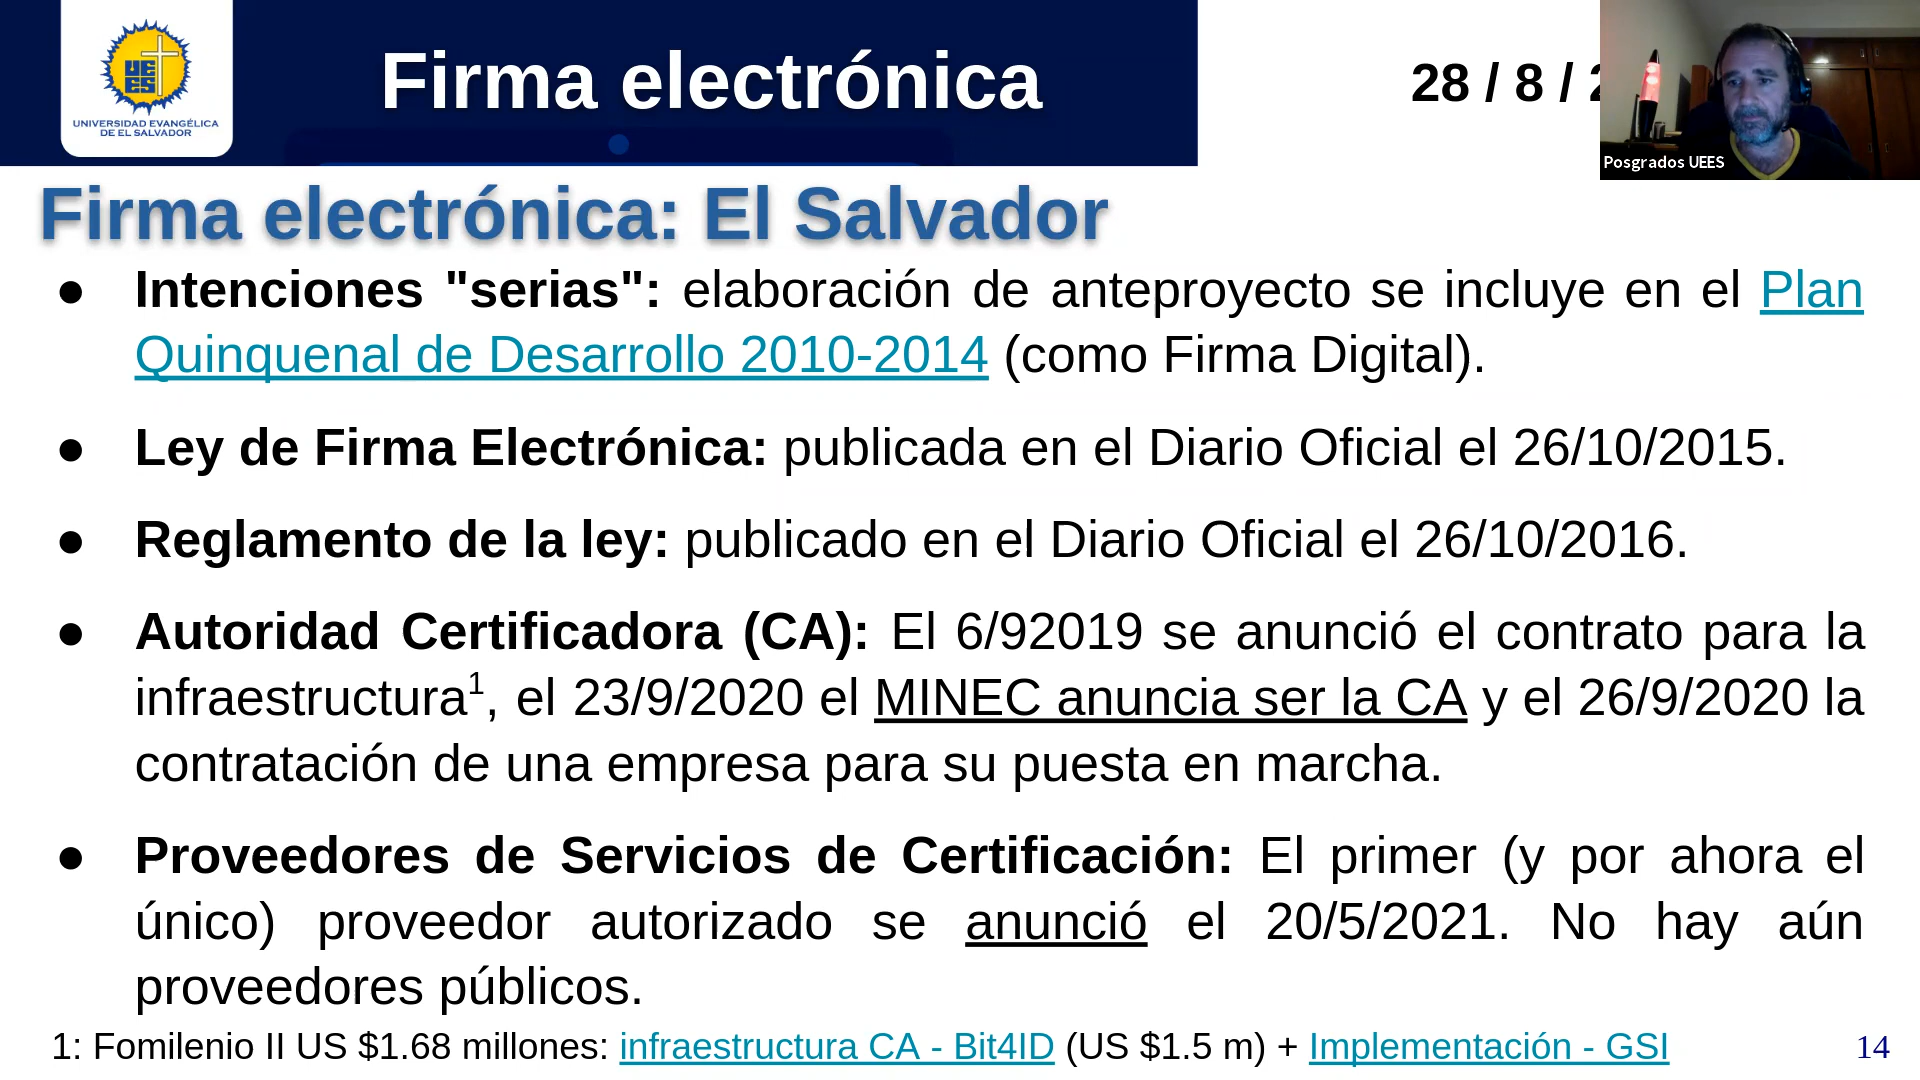 UEES
UNIVERSIDAD EVANGÉLICA
DE EL SALVADOR
Firma electrónica
28 / 8 /
Posgrados UEES
Firma electrónica: El Salvador
● Intenciones "serias": elaboración de anteproyecto se incluye en el Plan
Quinquenal de Desarrollo 2010-2014 (como Firma Digital).
● Ley de Firma Electrónica: publicada en el Diario Oficial el 26/10/2015.
● Reglamento de la ley: publicado en el Diario Oficial el 26/10/2016.
● Autoridad Certificadora (CA): El 6/92019 se anunció el contrato para la
infraestructura1, el 23/9/2020 el MINEC anuncia ser la CA y el 26/9/2020 la
contratación de una empresa para su puesta en marcha.
● Proveedores de Servicios de Certificación: El primer (y por ahora el
único) proveedor autorizado se anunció el 20/5/2021. No hay aún
proveedores públicos.
1: Fomilenio II US $1.68 millones: infraestructura CA - Bit4ID (US $1.5 m) + Implementación - GSI
14